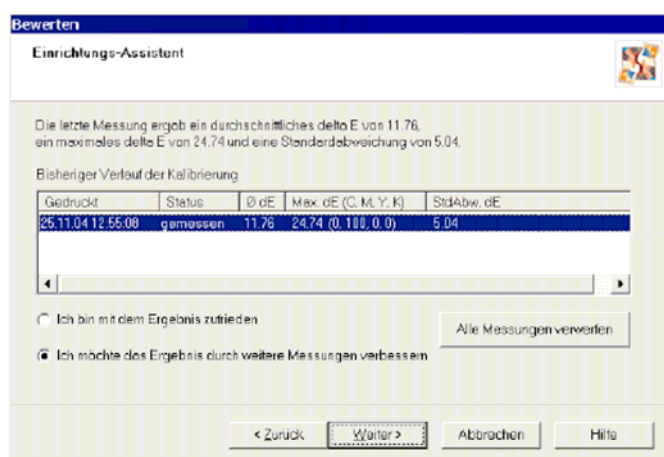 Bewerten
Einrichtungs-Assistent
Die letzte Messung ergab ein durchschnittliches delta E von 11.76,
ein maximales delta E von 24.74 und eine Standardabweichung von 5.04.
Bisheriger Verlauf der Kalibrierung
Gedruckt Status Ø dE Max. dE (C, M, Y, K) StdAbw. dE
25.11.04 12:55:08 gemessen 11.76 24.74 (0, 100, 0, 0) 5.04
Ich bin mit dem Ergebnis zufrieden
Alle Messungen verwerfen
Ich möchte das Ergebnis durch weitere Messungen verbessern
< Zurück Weiter > Abbrechen Hilfe